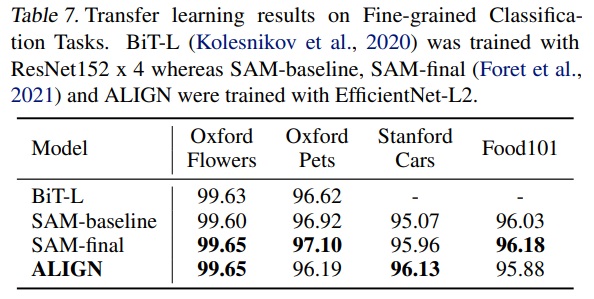 Table 7. Transfer learning results on Fine-grained Classifica-
tion Tasks. BiT-L (Kolesnikov et al., 2020) was trained with
ResNet152 x 4 whereas SAM-baseline, SAM-final (Foret et al.,
2021) and ALIGN were trained with EfficientNet-L2.
Model Oxford Flowers Oxford Pets Stanford Cars Food101
BiT-L 99.63 96.62 - -
SAM-baseline 99.60 96.92 95.07 96.03
SAM-final 99.65 97.10 95.96 96.18
ALIGN 99.65 96.19 96.13 95.88